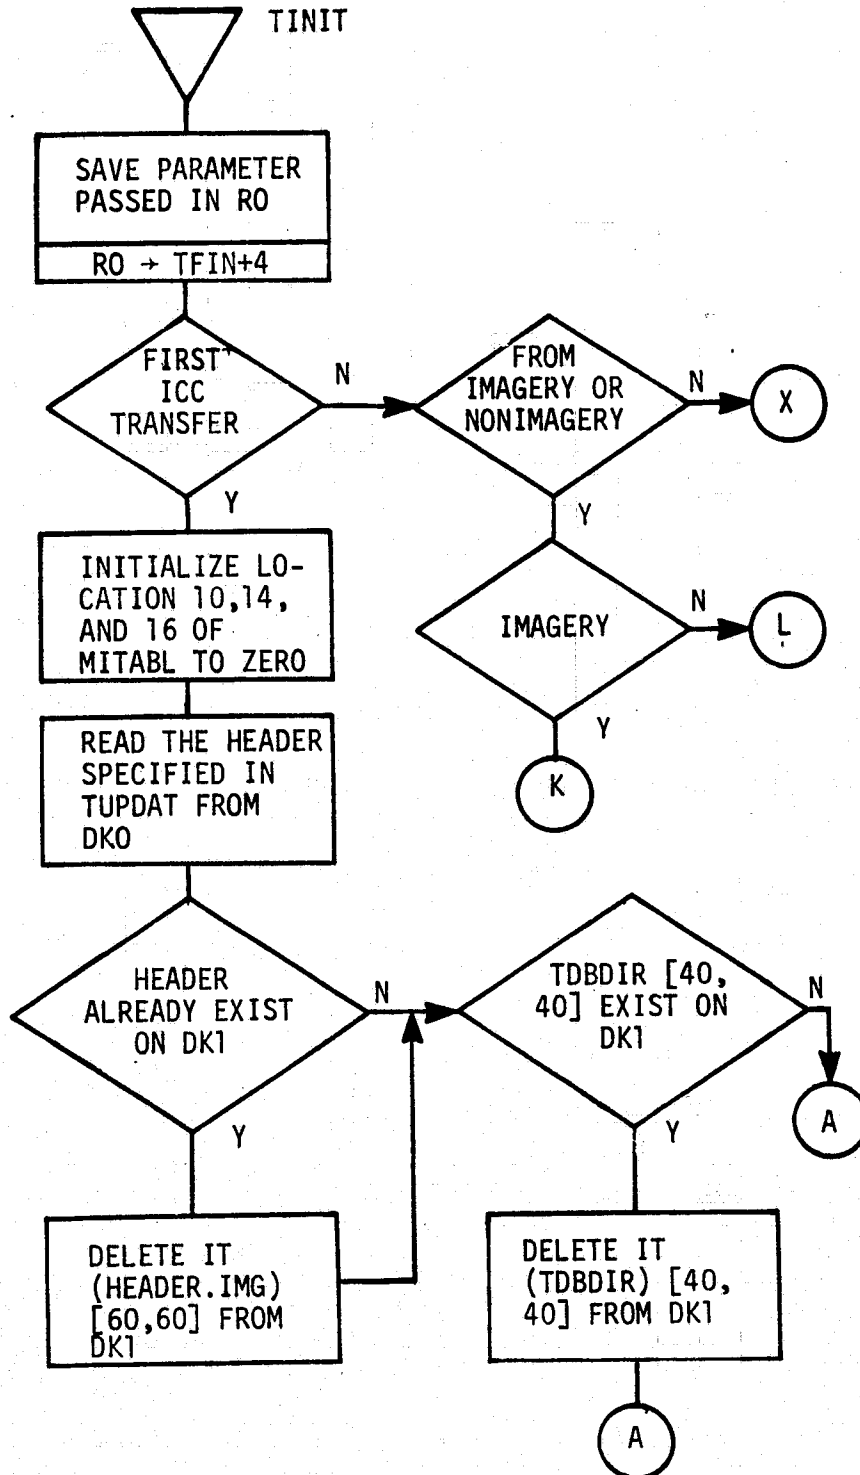 TINIT
SAVE PARAMETER
PASSED IN R0
R0 → TFIN+4
FIRST
ICC
TRANSFER
N
Y
FROM
IMAGERY OR
NONIMAGERY
N
X
Y
INITIALIZE LO-
CATION 10,14,
AND 16 OF
MITABL TO ZERO
IMAGERY
N
L
Y
K
READ THE HEADER
SPECIFIED IN
TUPDAT FROM
DK0
HEADER
ALREADY EXIST
ON DK1
N
Y
TDBDIR [40,
40] EXIST ON
DK1
N
A
Y
DELETE IT
(HEADER.IMG)
[60,60] FROM
DK1
DELETE IT
(TDBDIR) [40,
40] FROM DK1
A